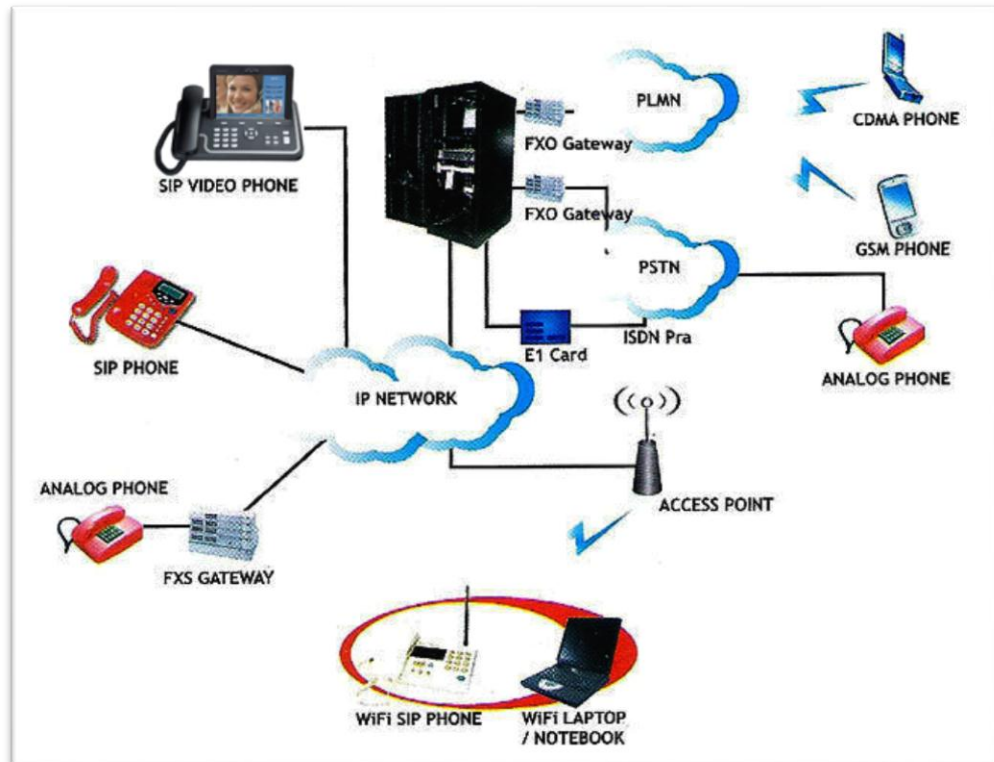 PLMN
CDMA PHONE
FXO Gateway
SIP VIDEO PHONE
FXO Gateway
GSM PHONE
PSTN
ISDN Pra
E1 Card
SIP PHONE
ANALOG PHONE
IP NETWORK
ANALOG PHONE
ACCESS POINT
FXS GATEWAY
WiFi SIP PHONE
WiFi LAPTOP
/ NOTEBOOK